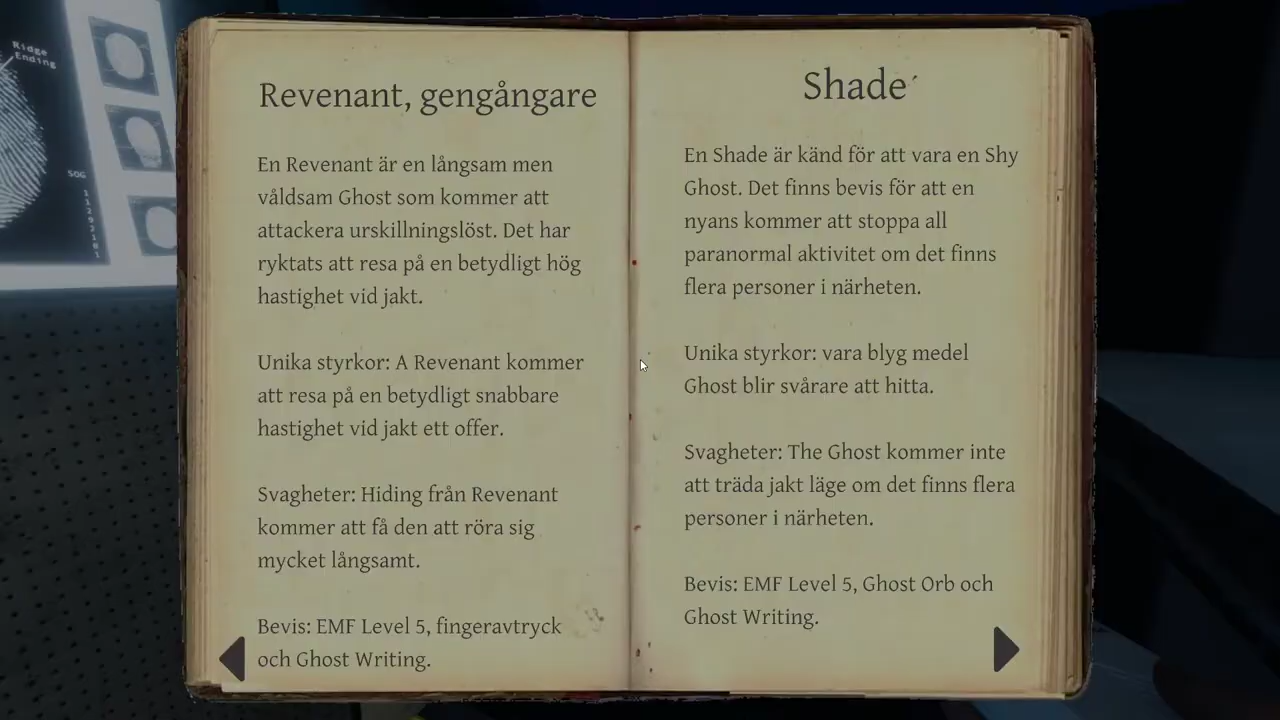 Ridge
Ending
SOG
Revenant, gengångare
En Revenant är en långsam men
våldsam Ghost som kommer att
attackera urskillningslöst. Det har
ryktats att resa på en betydligt hög
hastighet vid jakt.
Unika styrkor: A Revenant kommer
att resa på en betydligt snabbare
hastighet vid jakt ett offer.
Svagheter: Hiding från Revenant
kommer att få den att röra sig
mycket långsamt.
Bevis: EMF Level 5, fingeravtryck
och Ghost Writing.
Shade´
En Shade är känd för att vara en Shy
Ghost. Det finns bevis för att en
nyans kommer att stoppa all
paranormal aktivitet om det finns
flera personer i närheten.
Unika styrkor: vara blyg medel
Ghost blir svårare att hitta.
Svagheter: The Ghost kommer inte
att träda jakt läge om det finns flera
personer i närheten.
Bevis: EMF Level 5, Ghost Orb och
Ghost Writing.